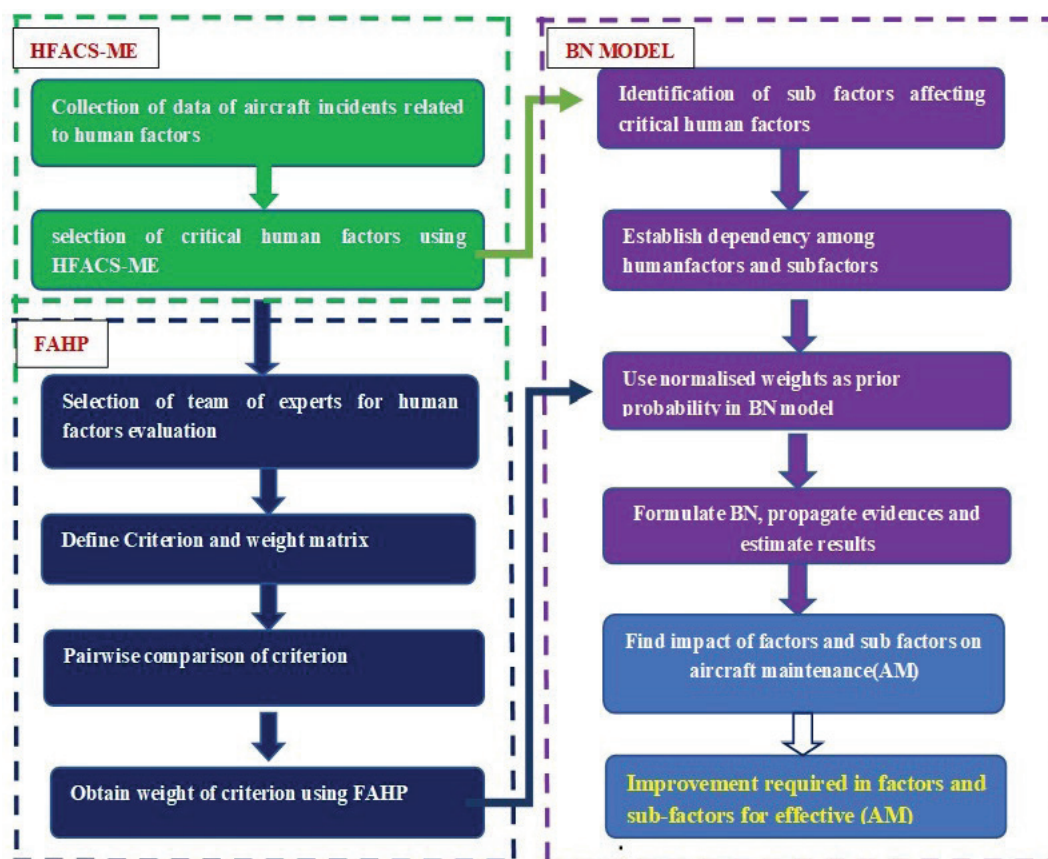 HFACS-ME
Collection of data of aircraft incidents related
to human factors
selection of critical human factors using
HFACS-ME
FAHP
Selection of team of experts for human
factors evaluation
Define Criterion and weight matrix
Pairwise comparison of criterion
Obtain weight of criterion using FAHP
BN MODEL
Identification of sub factors affecting
critical human factors
Establish dependency among
humanfactors and subfactors
Use normalised weights as prior
probability in BN model
Formulate BN, propagate evidences and
estimate results
Find impact of factors and sub factors on
aircraft maintenance(AM)
Improvement required in factors and
sub-factors for effective (AM)